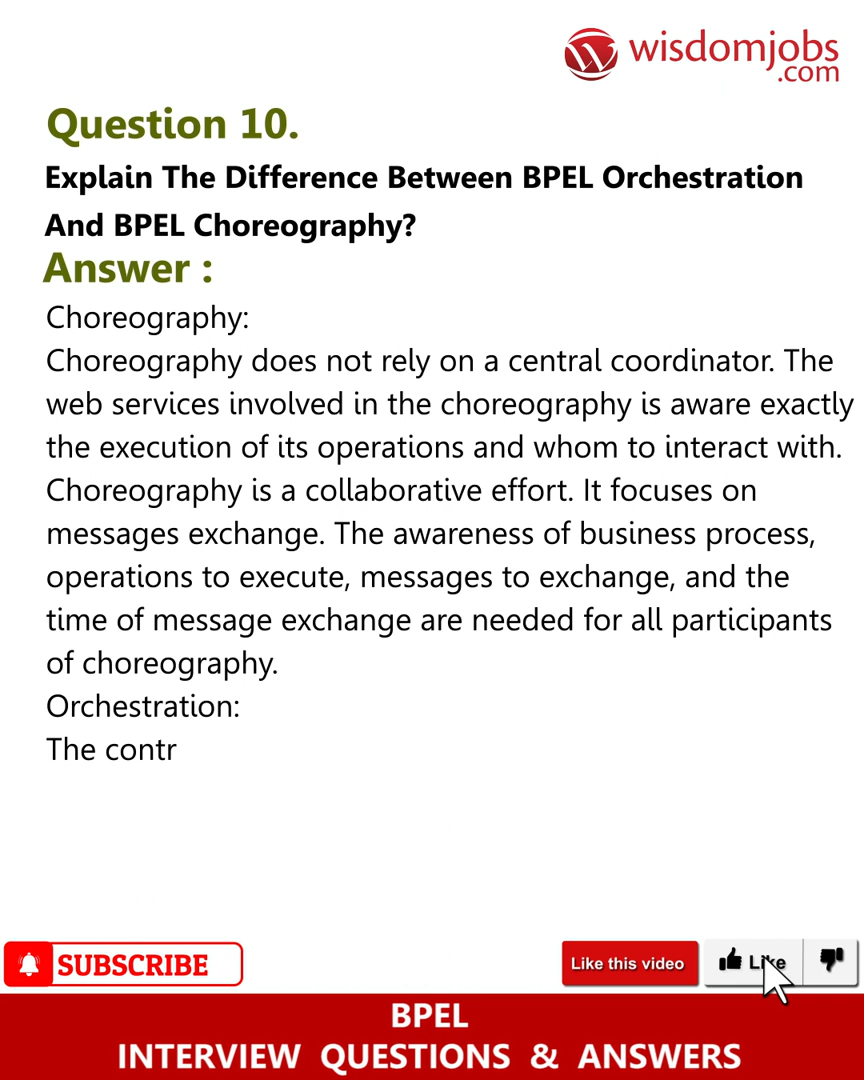 wisdomjobs
.com
Question 10.
Explain The Difference Between BPEL Orchestration
And BPEL Choreography?
Answer :
Choreography:
Choreography does not rely on a central coordinator. The
web services involved in the choreography is aware exactly
the execution of its operations and whom to interact with.
Choreography is a collaborative effort. It focuses on
messages exchange. The awareness of business process,
operations to execute, messages to exchange, and the
time of message exchange are needed for all participants
of choreography.
Orchestration:
The contr
SUBSCRIBE
Like this video
Like
BPEL
INTERVIEW QUESTIONS & ANSWERS